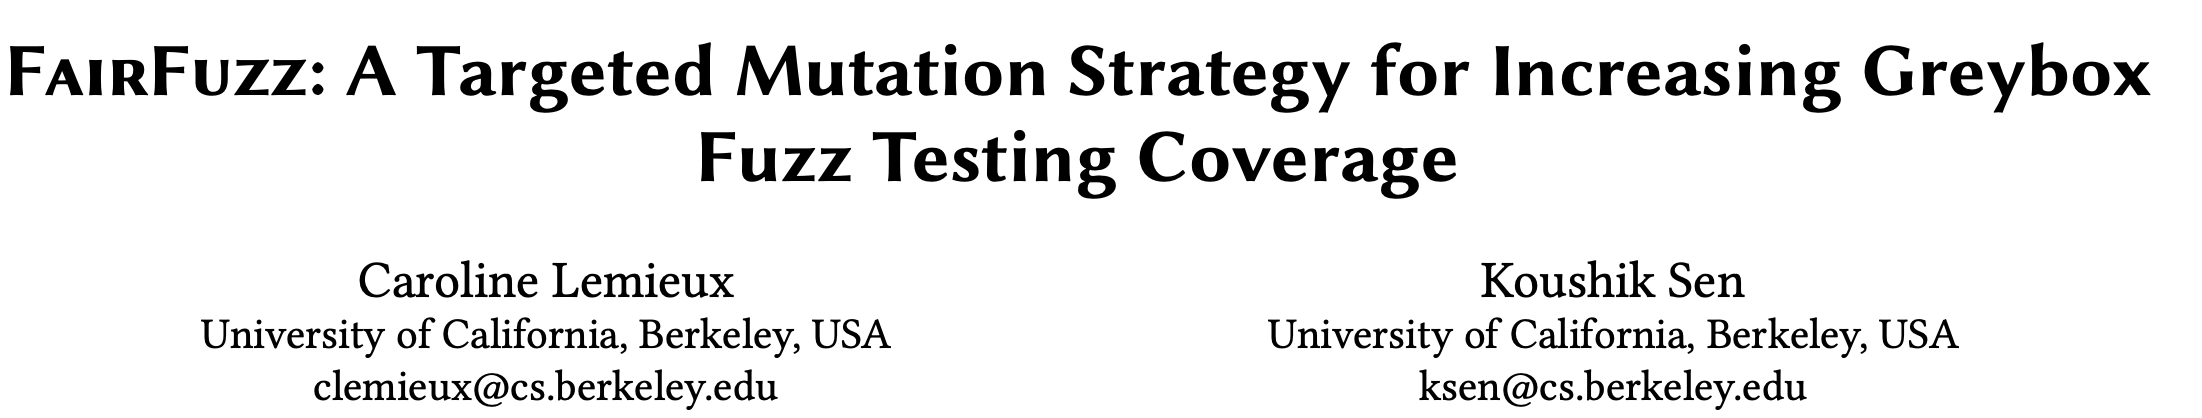 FairFuzz: A Targeted Mutation Strategy for Increasing Greybox
Fuzz Testing Coverage
Caroline Lemieux
University of California, Berkeley, USA
clemieux@cs.berkeley.edu
Koushik Sen
University of California, Berkeley, USA
ksen@cs.berkeley.edu